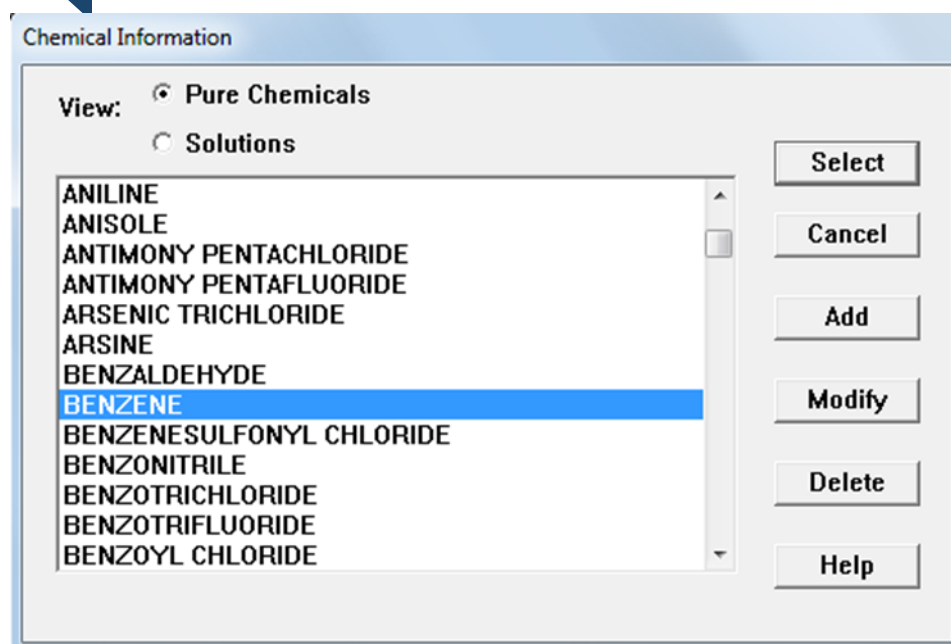 Chemical Information
View:
Pure Chemicals
Solutions
ANILINE
ANISOLE
ANTIMONY PENTACHLORIDE
ANTIMONY PENTAFLUORIDE
ARSENIC TRICHLORIDE
ARSINE
BENZALDEHYDE
BENZENE
BENZENESULFONYL CHLORIDE
BENZONITRILE
BENZOTRICHLORIDE
BENZOTRIFLUORIDE
BENZOYL CHLORIDE
Select
Cancel
Add
Modify
Delete
Help